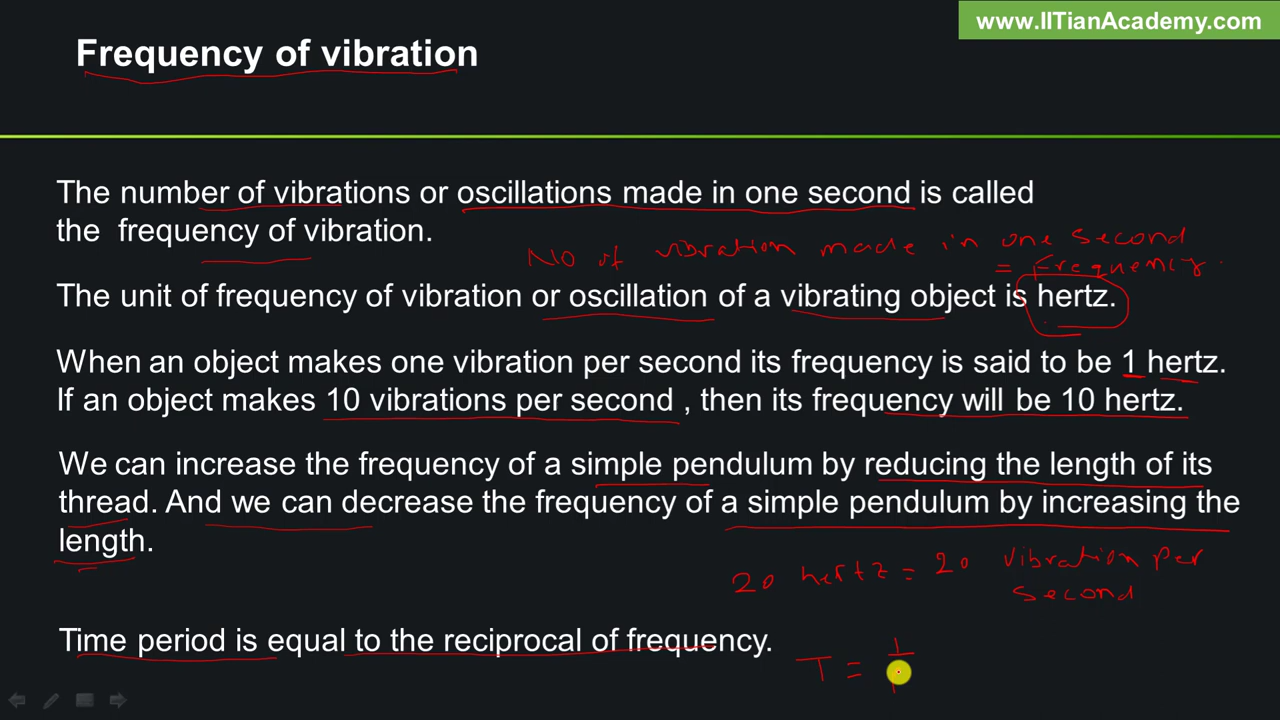 www.IITianAcademy.com
Frequency of vibration
The number of vibrations or oscillations made in one second is called
the frequency of vibration.
No of vibration made in one second
= frequency.
The unit of frequency of vibration or oscillation of a vibrating object is hertz.
When an object makes one vibration per second its frequency is said to be 1 hertz.
If an object makes 10 vibrations per second , then its frequency will be 10 hertz.
We can increase the frequency of a simple pendulum by reducing the length of its
thread. And we can decrease the frequency of a simple pendulum by increasing the
length.
20 hertz = 20 vibration per
second
Time period is equal to the reciprocal of frequency.
T = 1